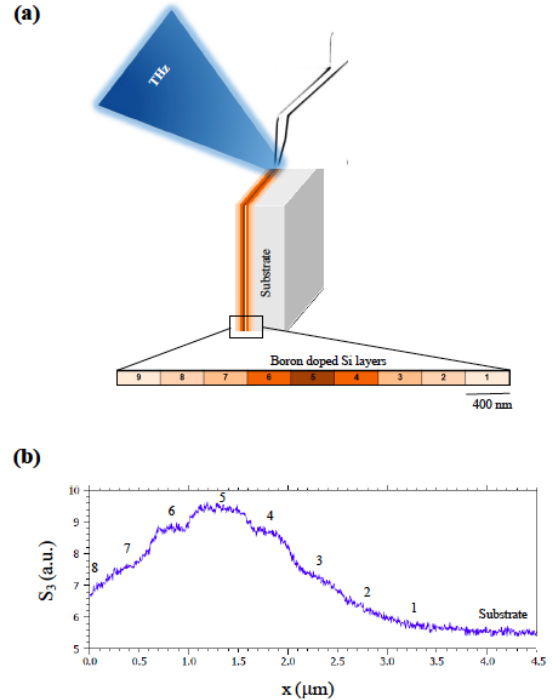 (a)
THz
Substrate
Boron doped Si layers
9 8 7 6 5 4 3 2 1
400 nm
(b)
10
9
8
7
6
5
4
S3 (a.u.)
8 7 6 5 4 3 2 1 Substrate
0.0 0.5 1.0 1.5 2.0 2.5 3.0 3.5 4.0 4.5
x (μm)